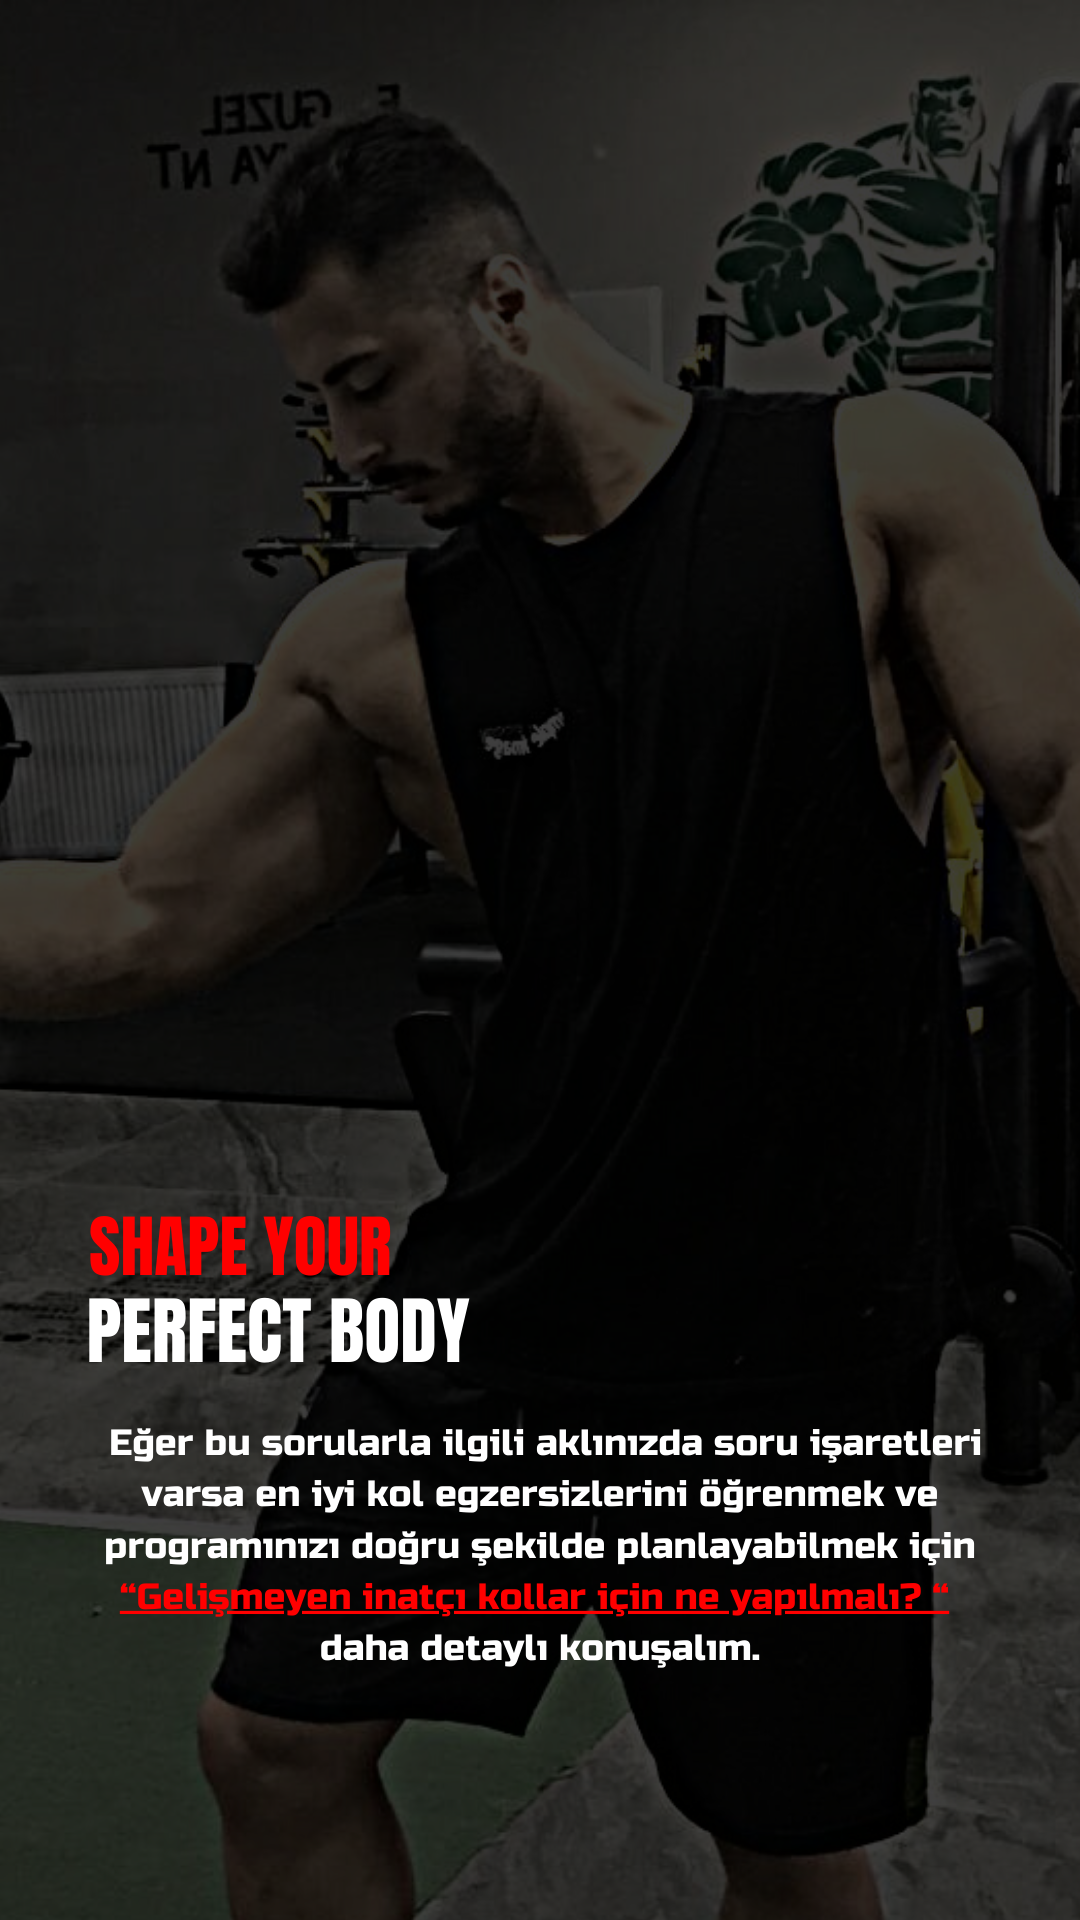 GUZEL
SHAPE YOUR
PERFECT BODY
Eğer bu sorularla ilgili aklınızda soru işaretleri
varsa en iyi kol egzersizlerini öğrenmek ve
programınızı doğru şekilde planlayabilmek için
“Gelişmeyen inatçı kollar için ne yapılmalı? “
daha detaylı konuşalım.